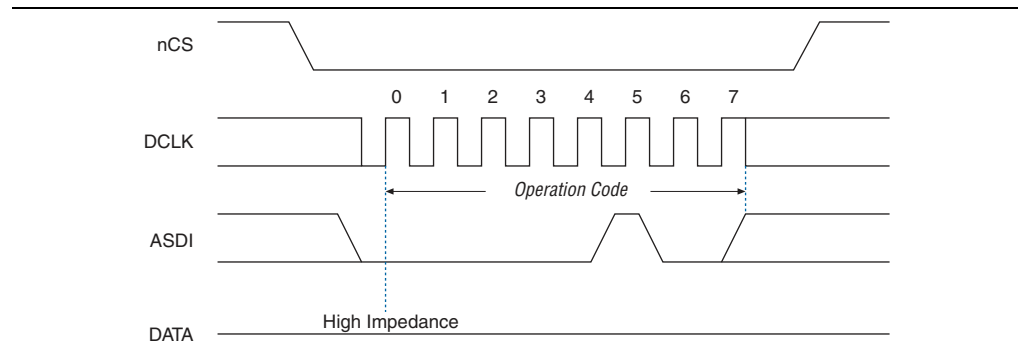 nCS
0 1 2 3 4 5 6 7
DCLK
Operation Code
ASDI
High Impedance
DATA